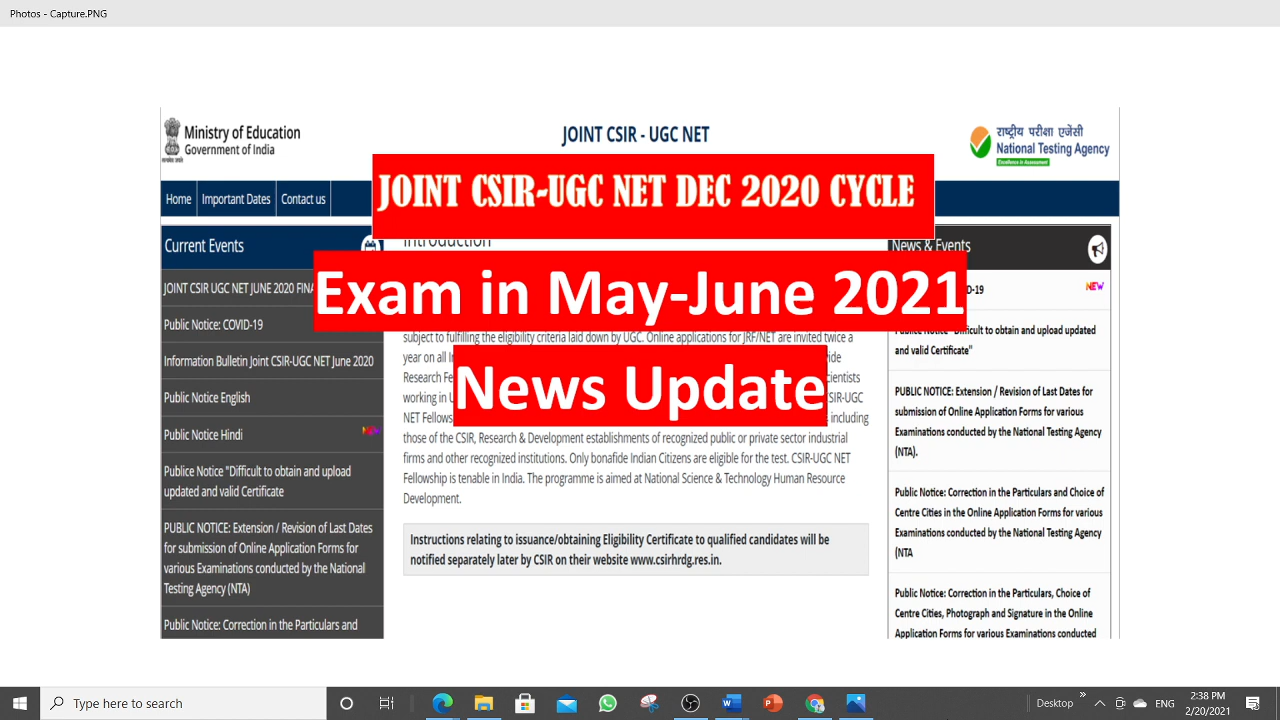 Photos - Capture.PNG
Ministry of Education
Government of India
JOINT CSIR - UGC NET
राष्ट्रीय परीक्षा एजेंसी
National Testing Agency
Excellence in Assessment
Home
Important Dates
Contact us
JOINT CSIR-UGC NET DEC 2020 CYCLE
Exam in May-June 2021
News Update
Current Events
JOINT CSIR UGC NET JUNE 2020
Public Notice: COVID-19
Information Bulletin Joint CSIR-UGC NET June 2020
Public Notice English
Public Notice Hindi
Publice Notice "Difficult to obtain and upload
updated and valid Certificate
PUBLIC NOTICE: Extension / Revision of Last Dates
for submission of Online Application Forms for
various Examinations conducted by the National
Testing Agency (NTA)
Public Notice: Correction in the Particulars and
Introduction
subject to fulfilling the eligibility criteria laid down by UGC. Online applications for JRF/NET are invited twice a
year on all
Research
working in
NET
including
those of the CSIR, Research & Development establishments of recognized public or private sector industrial
firms and other recognized institutions. Only bonafide Indian Citizens are eligible for the test. CSIR-UGC NET
Fellowship is tenable in India. The programme is aimed at National Science & Technology Human Resource
Development.
Instructions relating to issuance/obtaining Eligibility Certificate to qualified candidates will be
notified separately later by CSIR on their website www.csirhrdg.res.in.
News & Events
NEW
Publice Notice "Difficult to obtain and upload updated
and valid Certificate"
PUBLIC NOTICE: Extension / Revision of Last Dates for
submission of Online Application Forms for various
Examinations conducted by the National Testing Agency
(NTA).
Public Notice: Correction in the Particulars and Choice of
Centre Cities in the Online Application Forms for various
Examinations conducted by the National Testing Agency
(NTA
Public Notice: Correction in the Particulars, Choice of
Centre Cities, Photograph and Signature in the Online
Application Forms for various Examinations conducted
Type here to search
Desktop
ENG
2:38 PM
2/20/2021